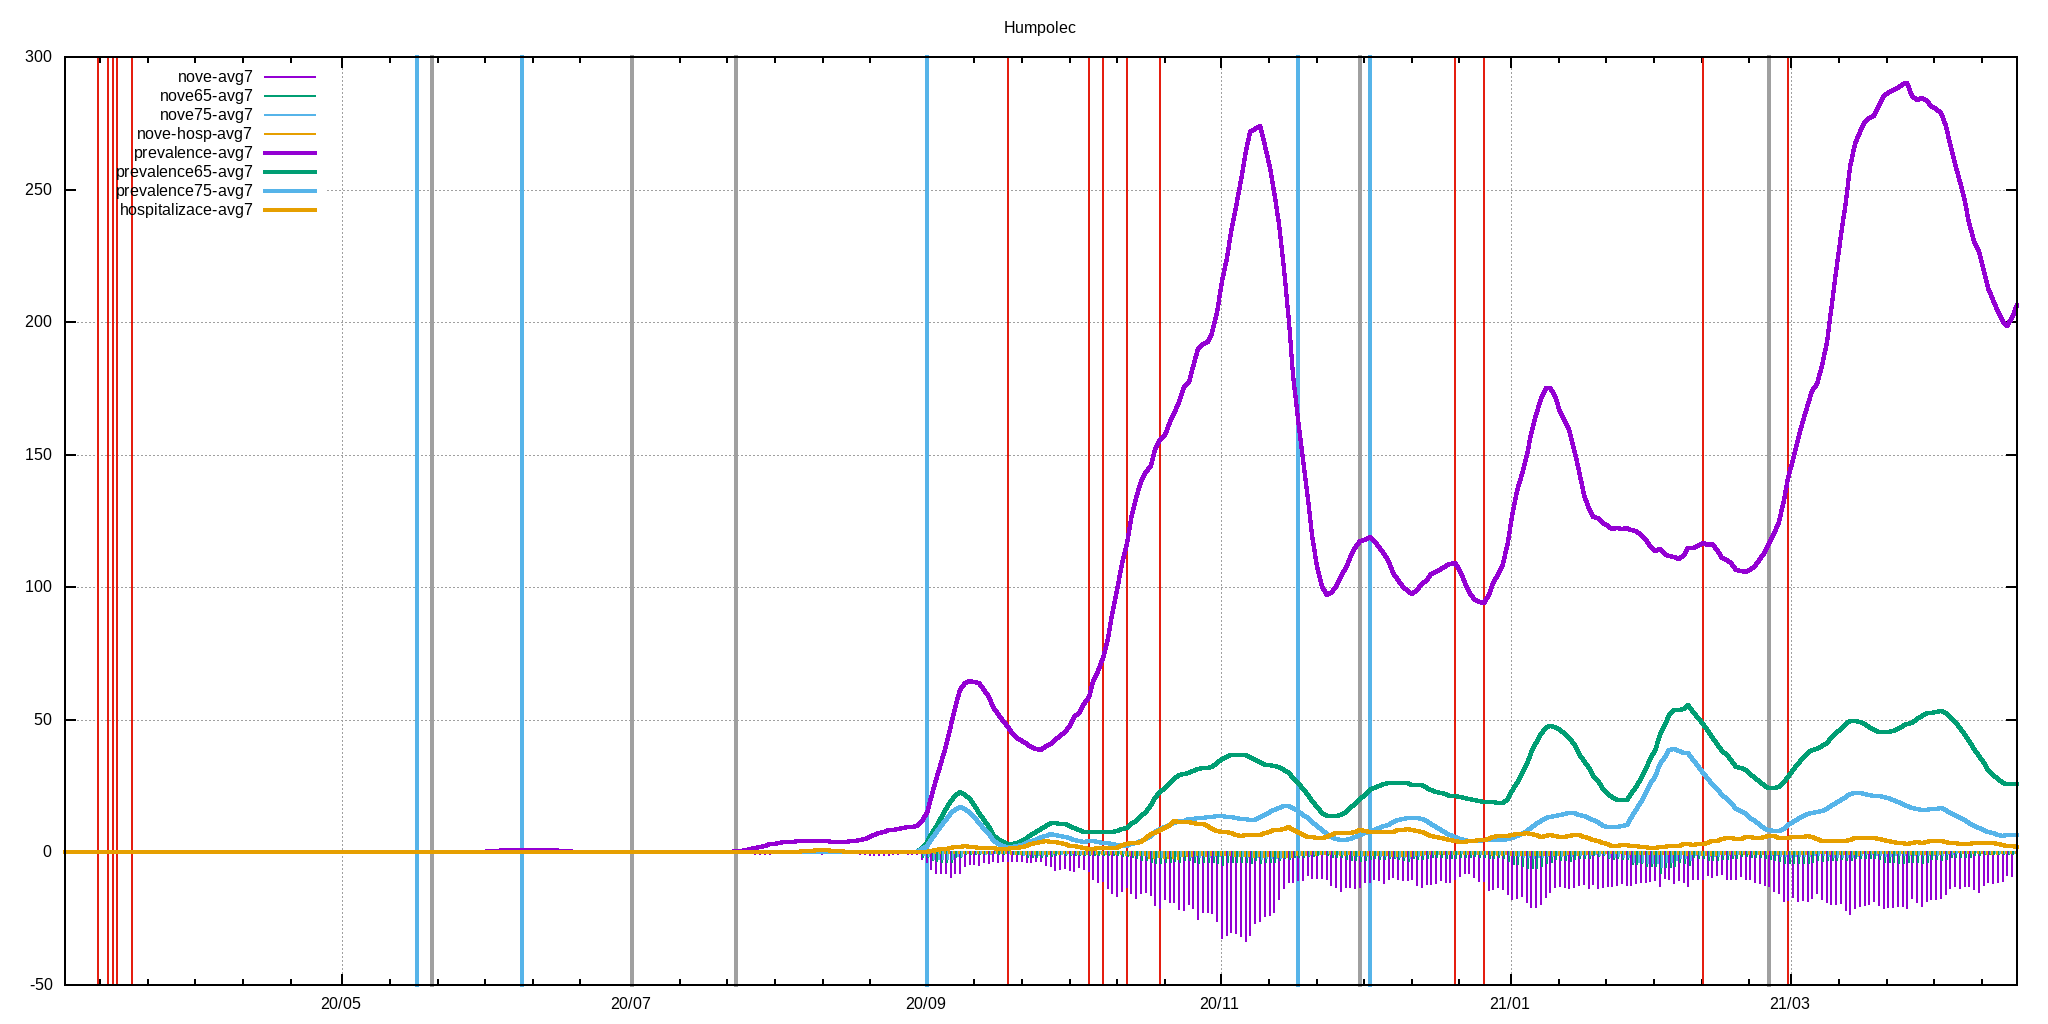 Humpolec
300
250
200
150
100
50
0
-50
nove-avg7
nove65-avg7
nove75-avg7
nove-hosp-avg7
prevalence-avg7
prevalence65-avg7
prevalence75-avg7
hospitalizace-avg7
20/05 20/07 20/09 20/11 21/01 21/03